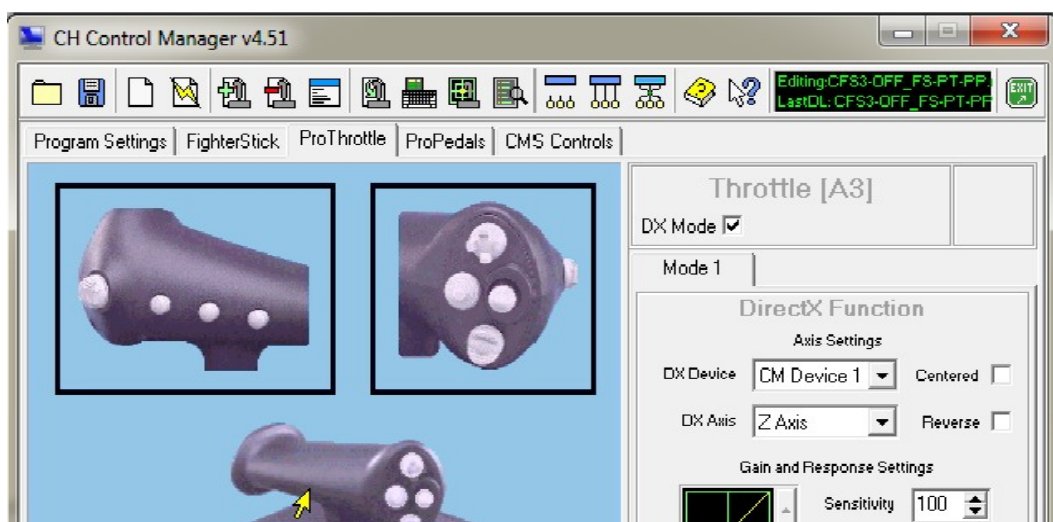 CH Control Manager v4.51
Editing:CFS3-OFF_FS-PT-PP
LastDL: CFS3-OFF_FS-PT-PP
EXIT
Program Settings FighterStick ProThrottle ProPedals CMS Controls
Throttle [A3]
DX Mode
Mode 1
DirectX Function
Axis Settings
DX Device CM Device 1 Centered
DX Axis Z Axis Reverse
Gain and Response Settings
Sensitivity 100